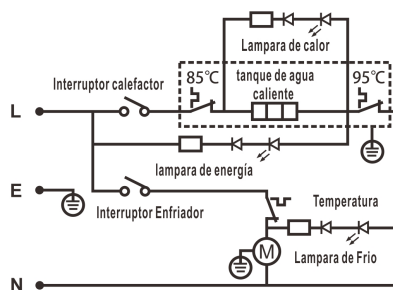 Lampara de calor
85℃
tanque de agua
caliente
95℃
Interruptor calefactor
L
lampara de energía
E
Interruptor Enfriador
Temperatura
M
Lampara de Frio
N